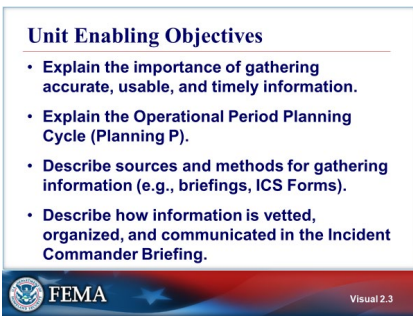 Unit Enabling Objectives
• Explain the importance of gathering
accurate, usable, and timely information.
• Explain the Operational Period Planning
Cycle (Planning P).
• Describe sources and methods for gathering
information (e.g., briefings, ICS Forms).
• Describe how information is vetted,
organized, and communicated in the Incident
Commander Briefing.
FEMA
Visual 2.3